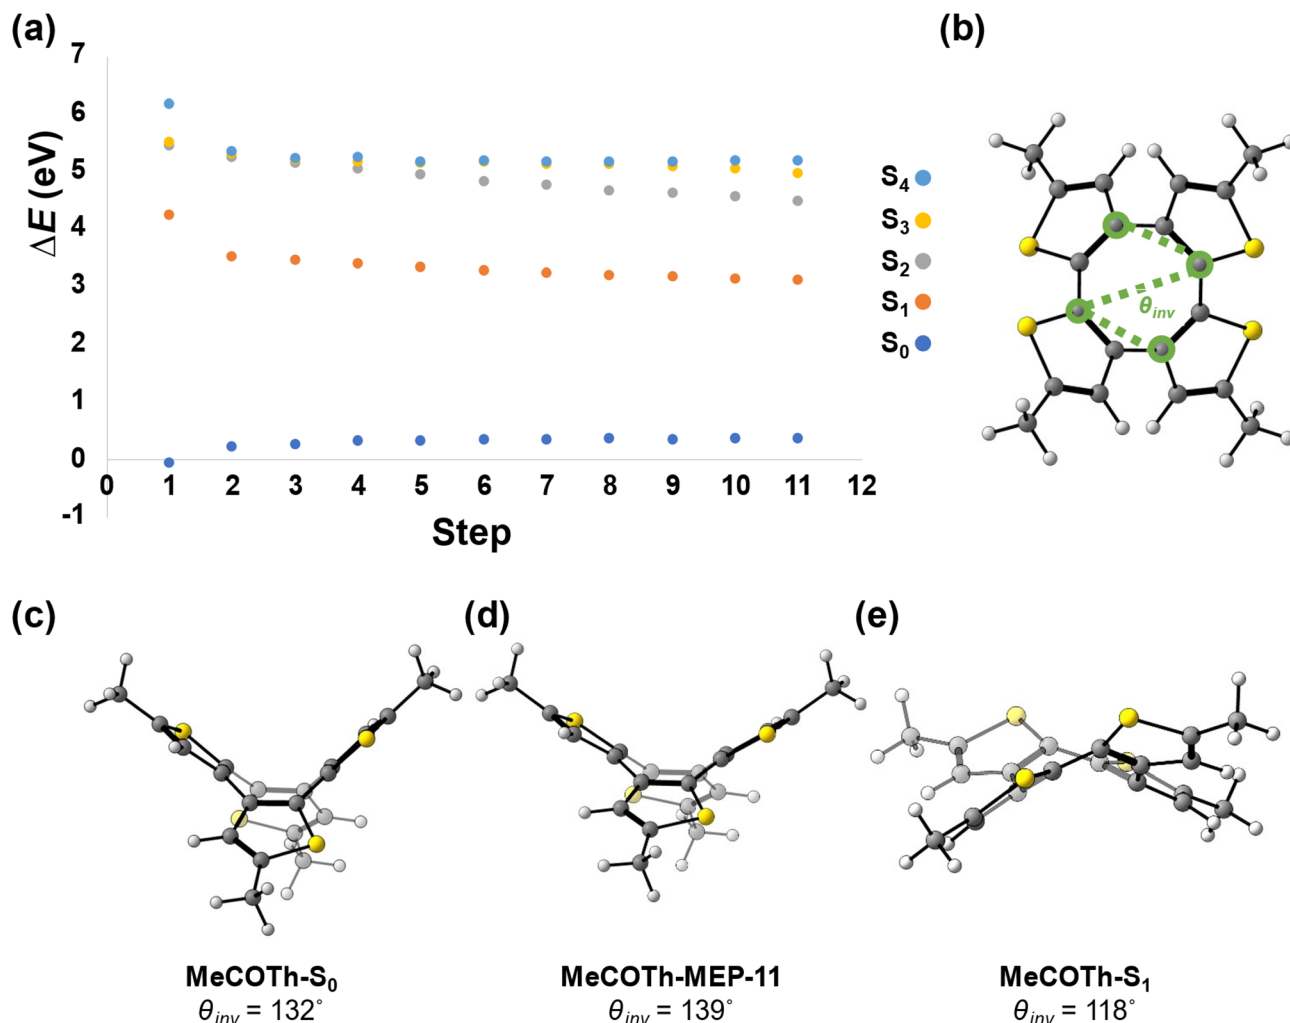 (a)
7
6
5
4
3
2
1
0
-1
ΔE (eV)
0 1 2 3 4 5 6 7 8 9 10 11 12
Step
S4
S3
S2
S1
S0
(b)
θinv
(c)
MeCOTh-S0
θinv = 132°
(d)
MeCOTh-MEP-11
θinv = 139°
(e)
MeCOTh-S1
θinv = 118°